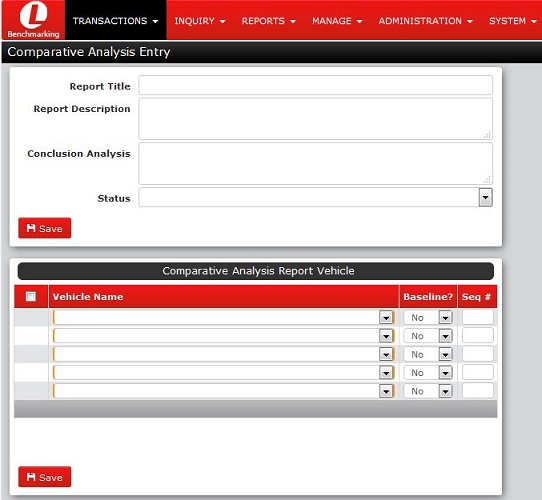 L
Benchmarking
TRANSACTIONS INQUIRY REPORTS MANAGE ADMINISTRATION SYSTEM
Comparative Analysis Entry
Report Title
Report Description
Conclusion Analysis
Status
Save
Comparative Analysis Report Vehicle
Vehicle Name Baseline? Seq #
No
No
No
No
No
Save